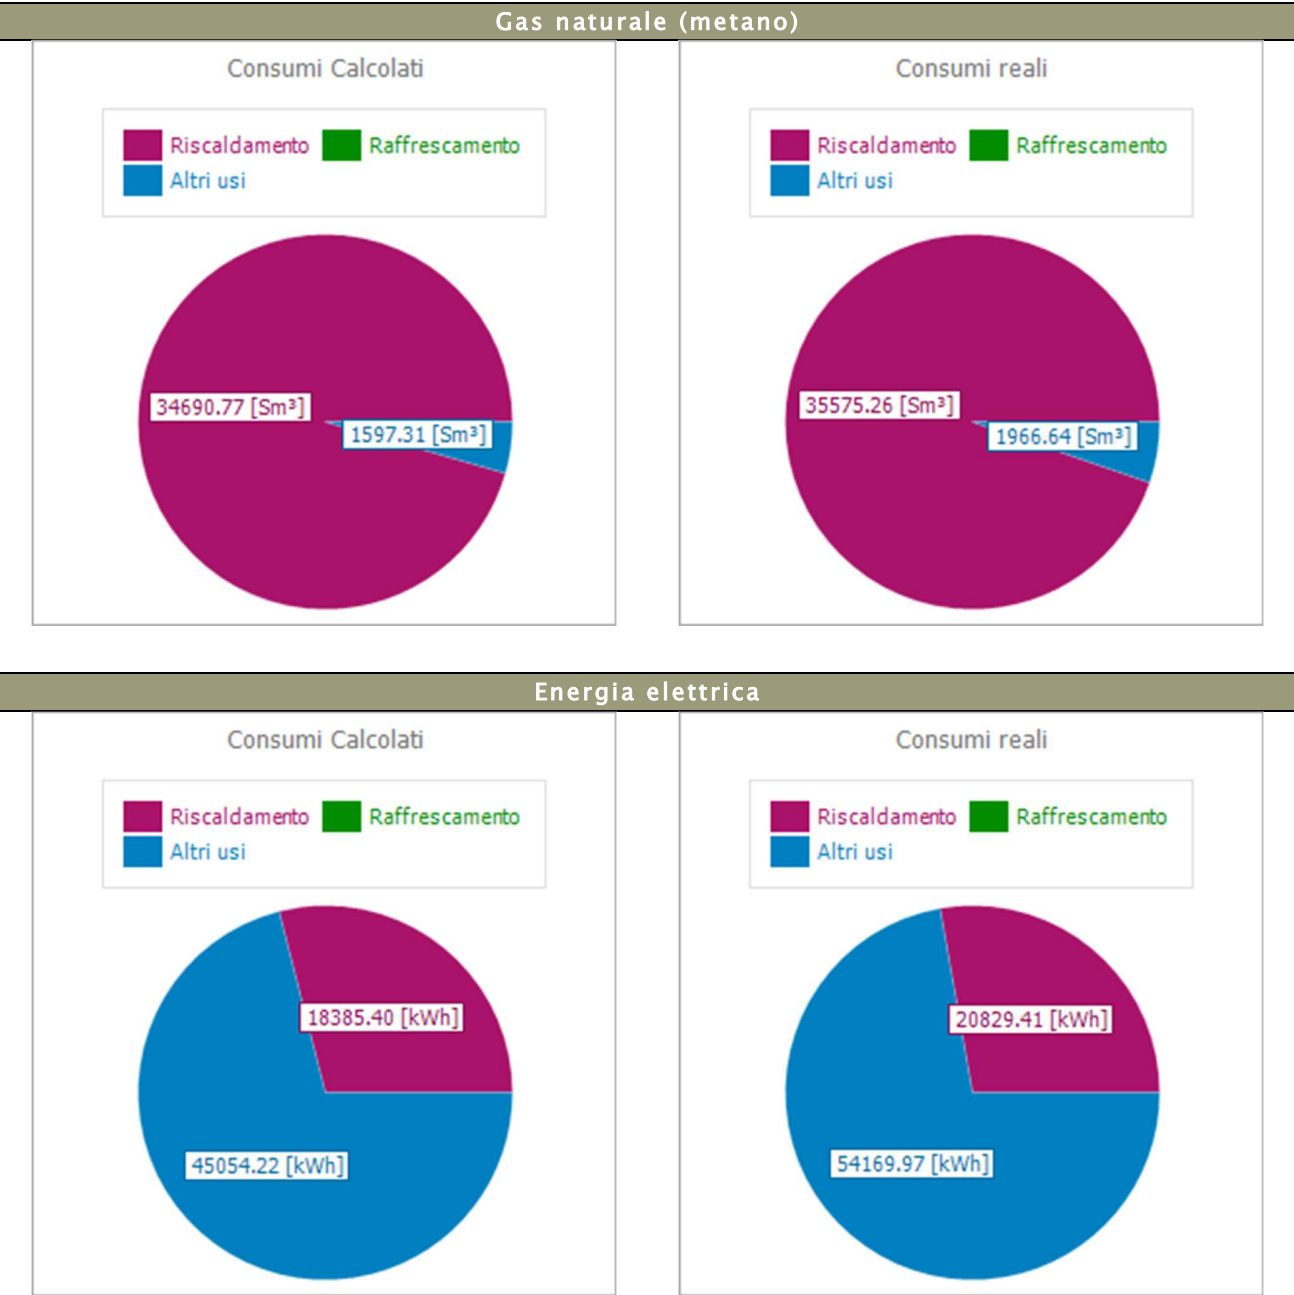 Gas naturale (metano)
Consumi Calcolati
Riscaldamento Raffrescamento
Altri usi
34690.77 [Sm³]
1597.31 [Sm³]
Consumi reali
Riscaldamento Raffrescamento
Altri usi
35575.26 [Sm³]
1966.64 [Sm³]
Energia elettrica
Consumi Calcolati
Riscaldamento Raffrescamento
Altri usi
18385.40 [kWh]
45054.22 [kWh]
Consumi reali
Riscaldamento Raffrescamento
Altri usi
20829.41 [kWh]
54169.97 [kWh]